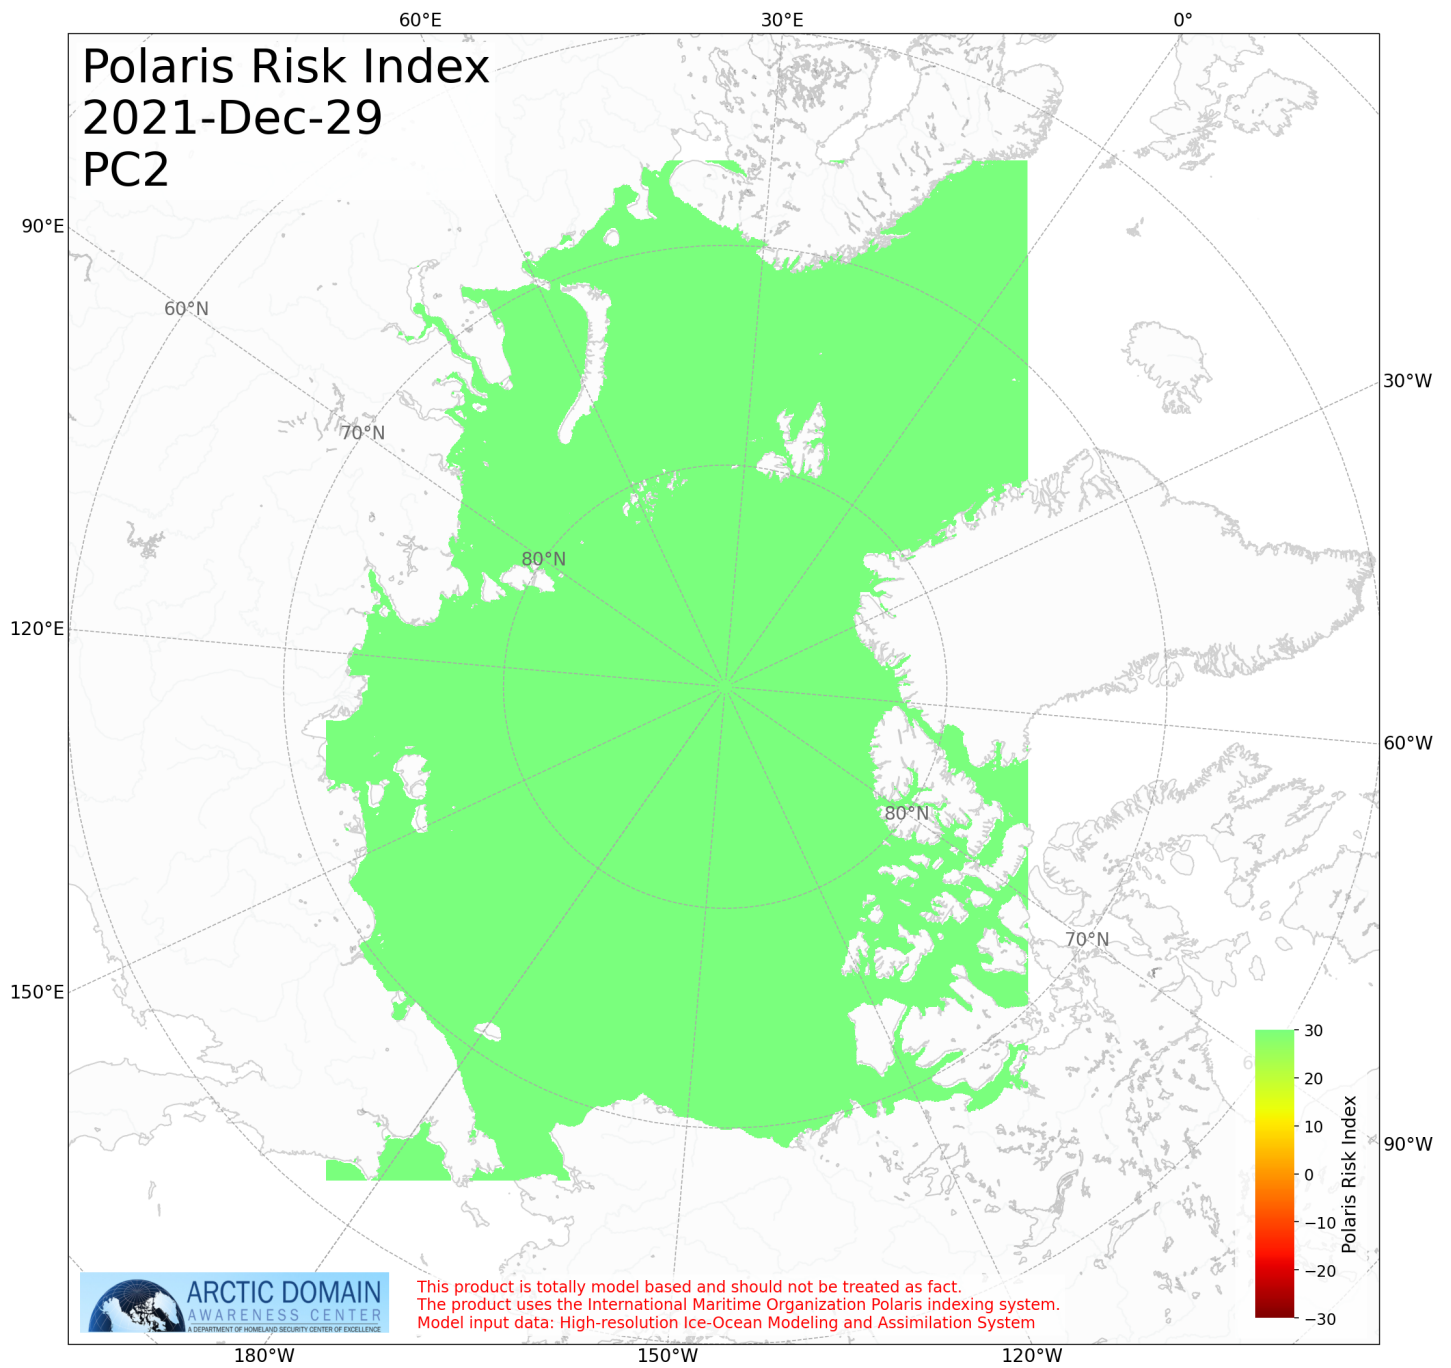 60°E 30°E 0°
Polaris Risk Index
2021-Dec-29
PC2
90°E
60°N
30°W
70°N
80°N
120°E
60°W
80°N
70°N
150°E
30
20
10
0
−10
−20
−30
Polaris Risk Index
90°W
ARCTIC DOMAIN
AWARENESS CENTER
A DEPARTMENT OF HOMELAND SECURITY CENTER OF EXCELLENCE
This product is totally model based and should not be treated as fact.
The product uses the International Maritime Organization Polaris indexing system.
Model input data: High-resolution Ice-Ocean Modeling and Assimilation System
180°W 150°W 120°W